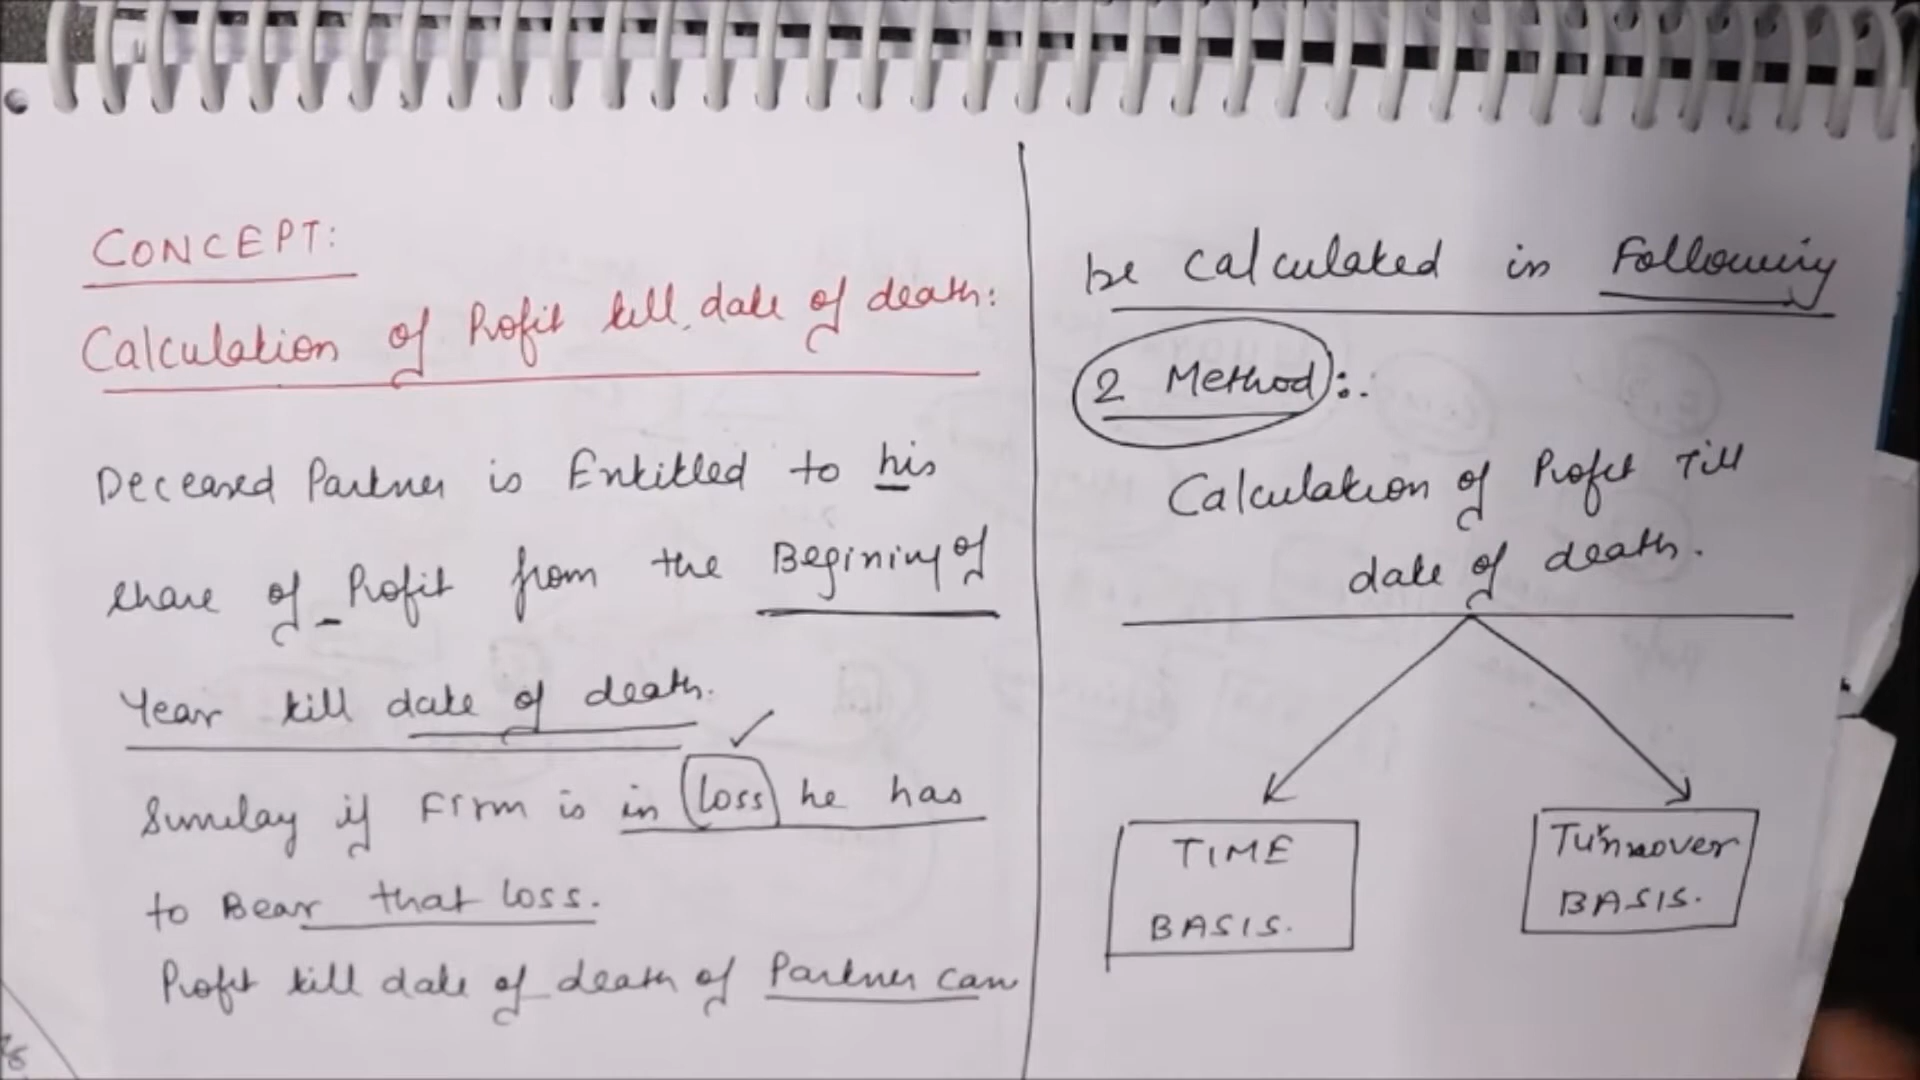 CONCEPT:
Calculation of Profit till date of death:
Deceased Partner is Entitled to his
share of Profit from the Begining of
Year till date of death.
Simelay if Firm is in loss he has
to Bear that loss.
Profit till date of death of Partner can
be calculated in Following
2 Method:
Calculation of Profit Till
date of death.
TIME
BASIS.
Turnover
BASIS.